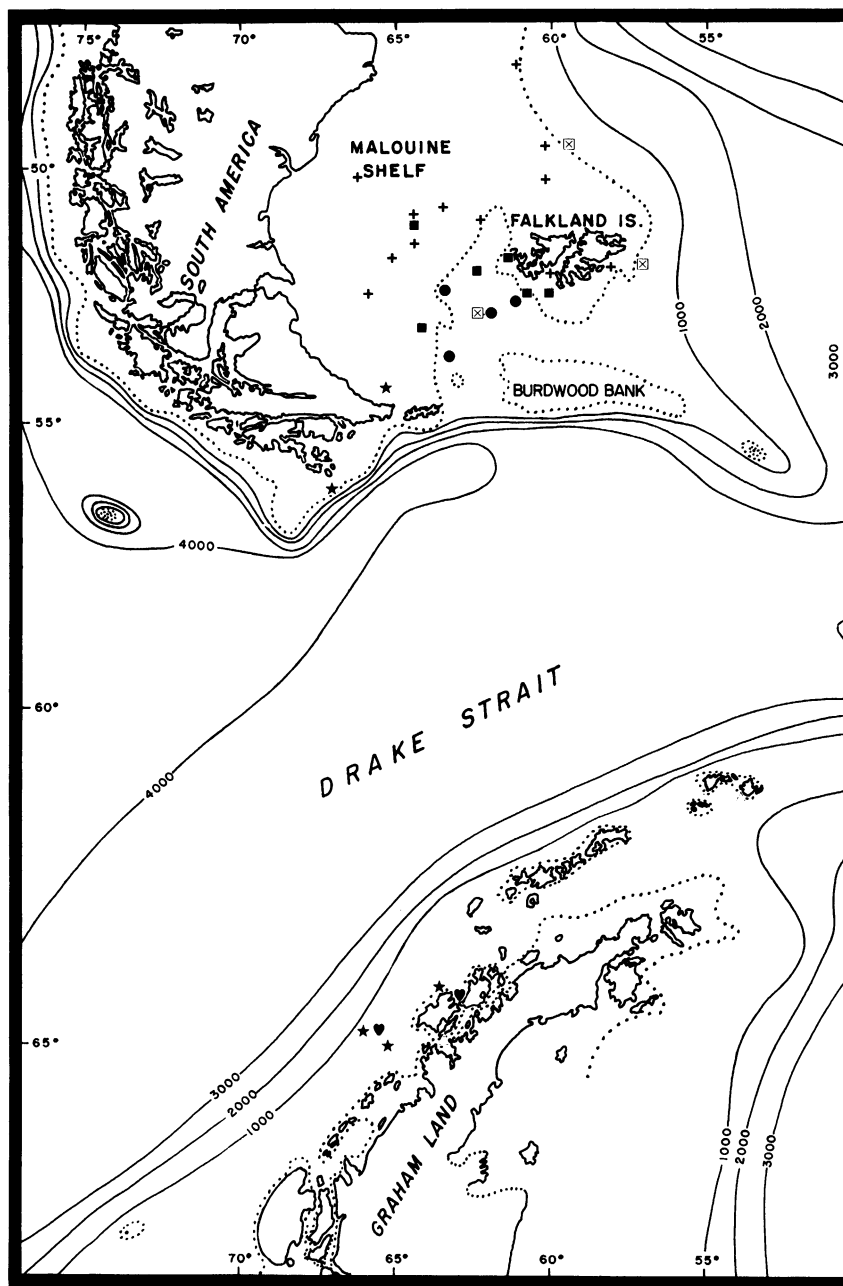 75° 70° 65° 60° 55°
50°
SOUTH AMERICA
MALOUINE
SHELF
FALKLAND IS.
1000
2000
3000
BURDWOOD BANK
55°
4000
DRAKE STRAIT
60°
4000
65°
3000
2000
1000
GRAHAM LAND
1000
2000
3000
70° 65° 60° 55°